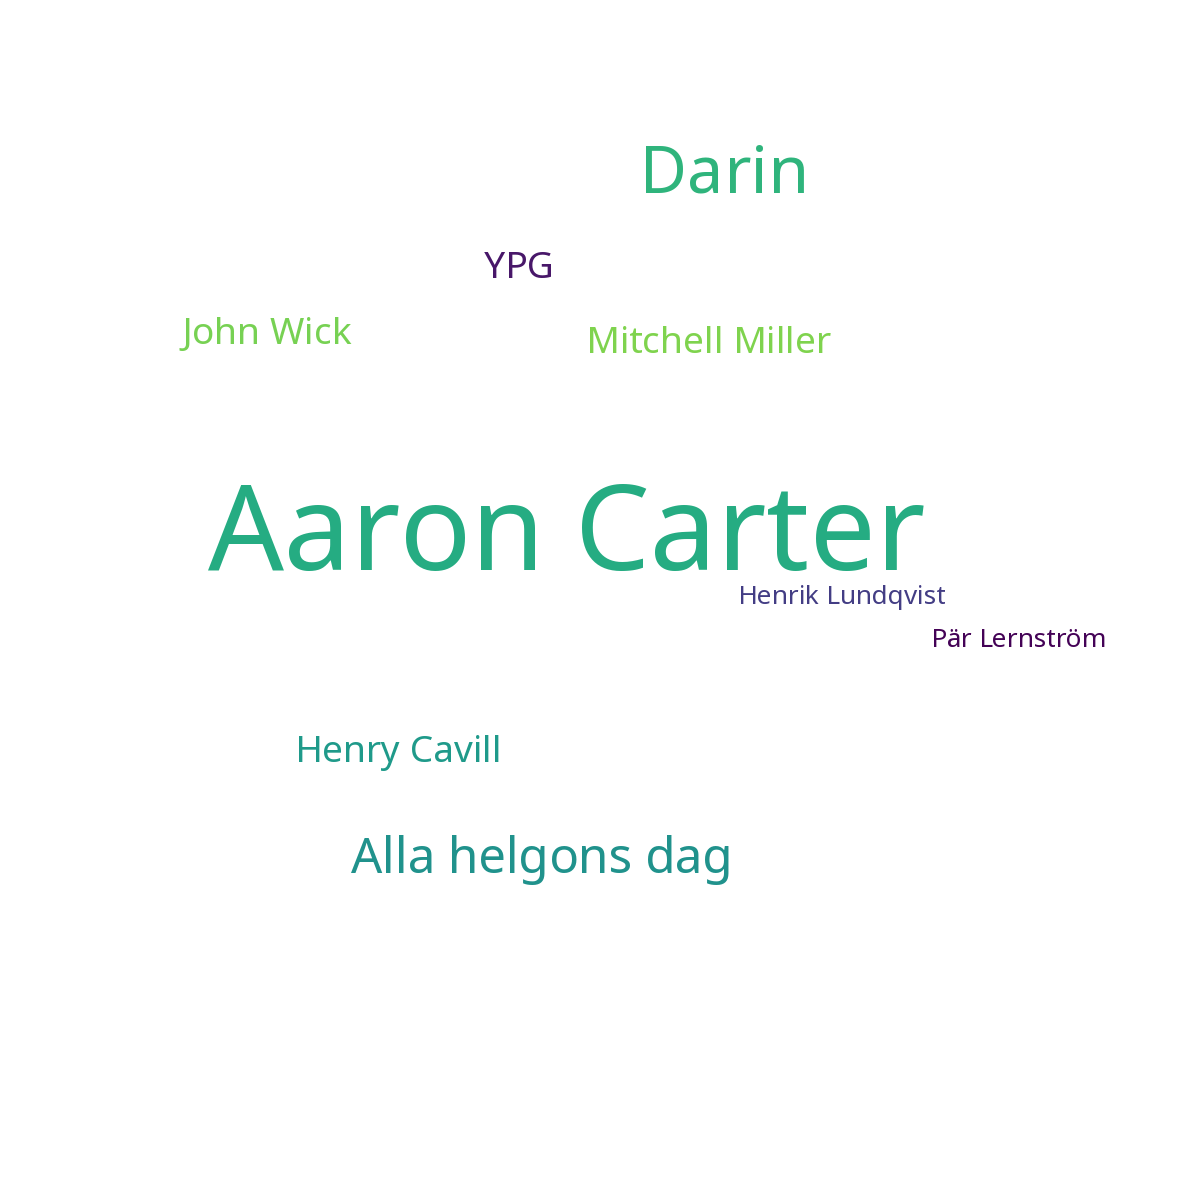 Darin
YPG
John Wick
Mitchell Miller
Aaron Carter
Henrik Lundqvist
Pär Lernström
Henry Cavill
Alla helgons dag